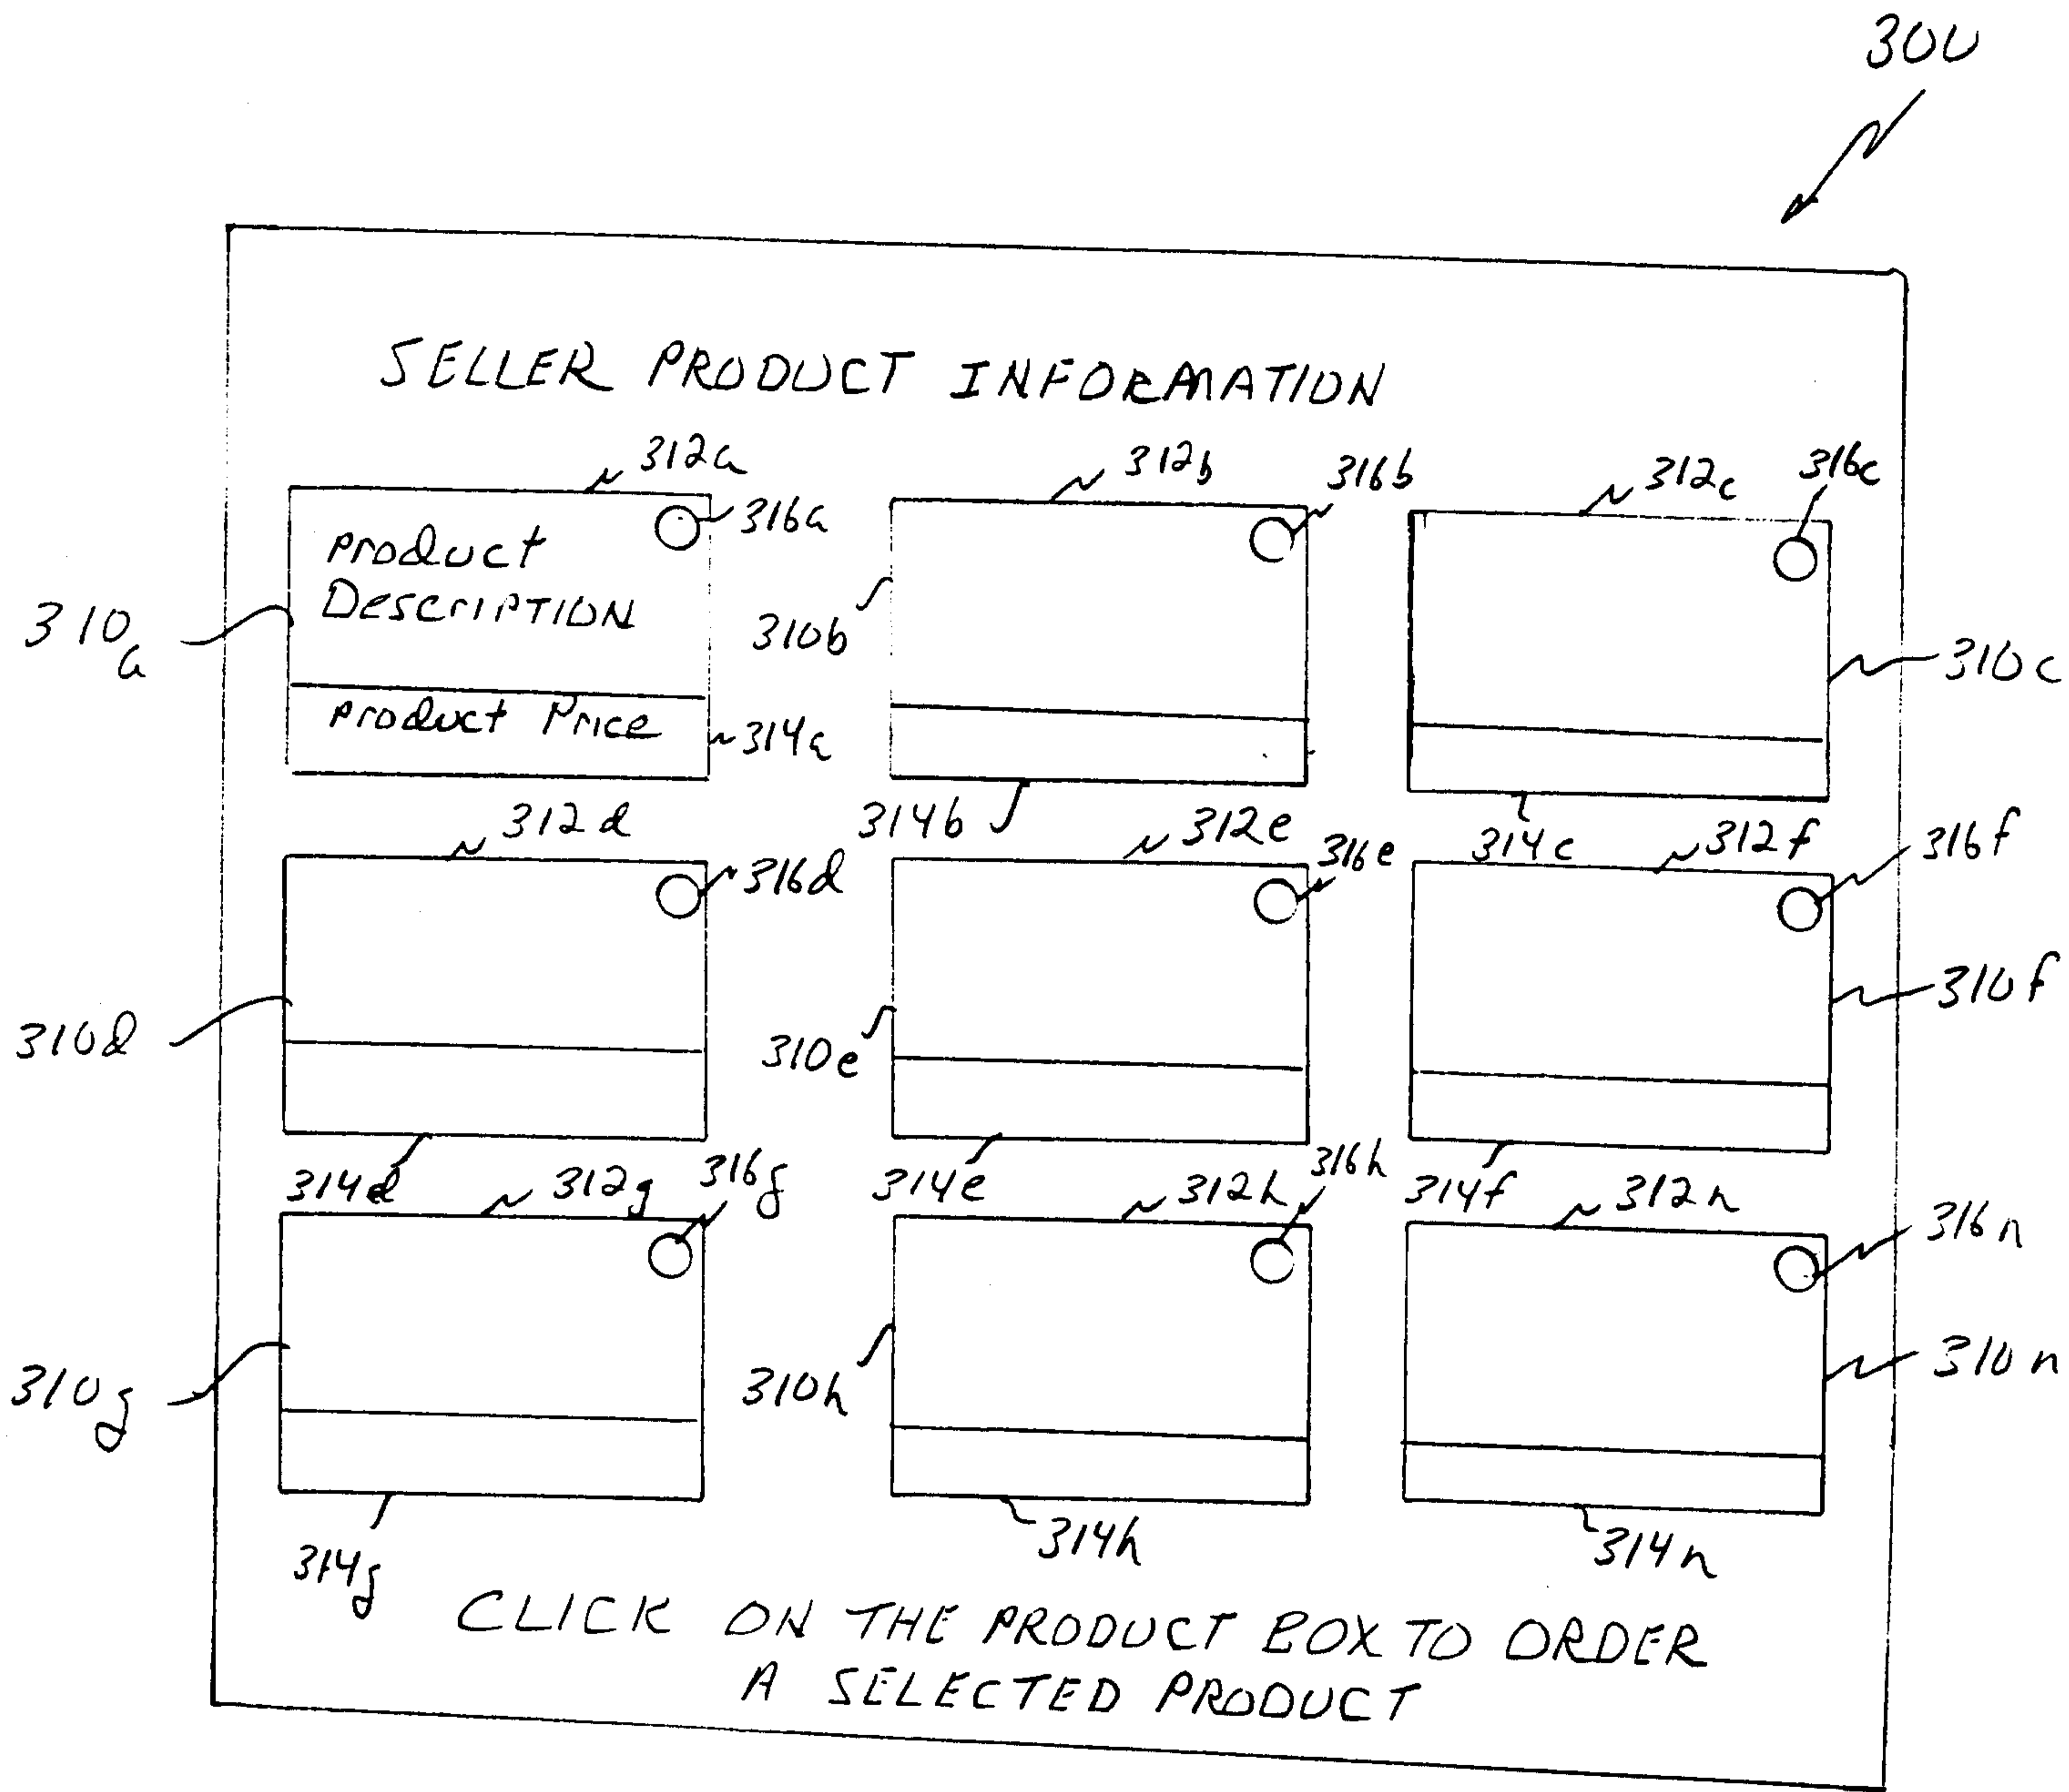 300
SELLER PRODUCT INFORMATION
312a 312b 316b 312c 316c
316a
product
Description
310a 310b 310c
product Price 314a
312d 314b 312e 314c 312f 316f
316d 316e
310d 310e 310f
314d 312g 316g 314e 312h 316h 314f 312n
316n
310g 310h 310n
314g 314h 314n
CLICK ON THE PRODUCT BOX TO ORDER
A SELECTED PRODUCT